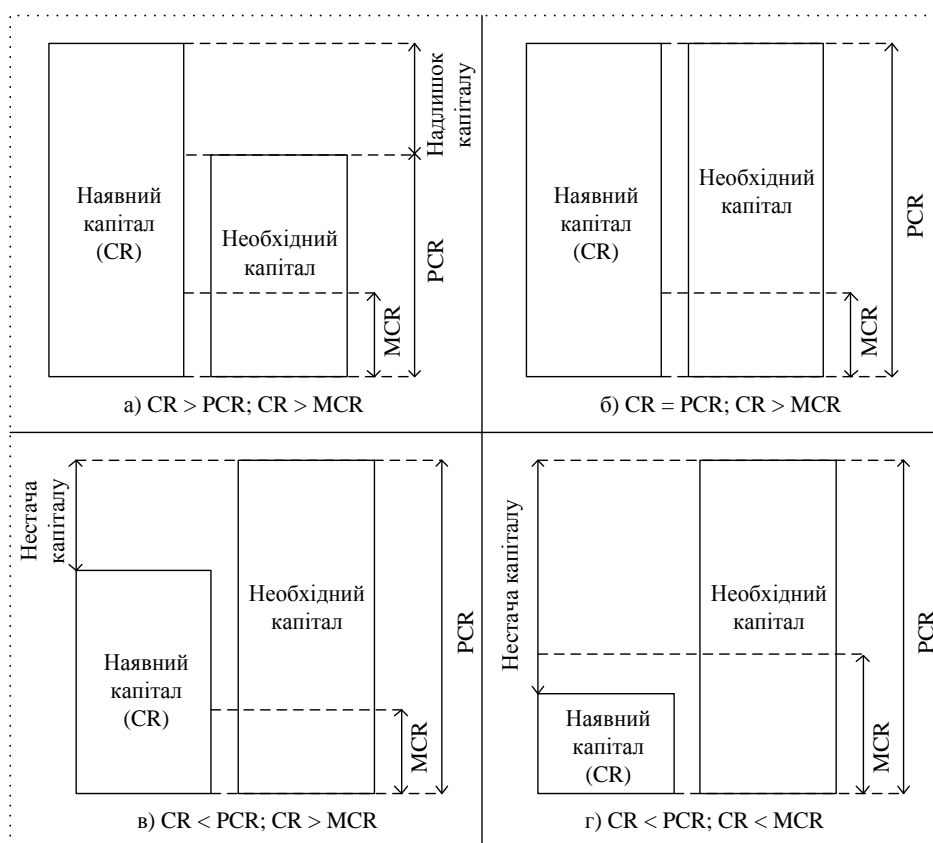 Наявний
капітал
(CR)
Необхідний
капітал
MCR
PCR
Надлишок
капіталу
а) CR > PCR; CR > MCR
Наявний
капітал
(CR)
Необхідний
капітал
MCR
PCR
б) CR = PCR; CR > MCR
Нестача
капіталу
Наявний
капітал
(CR)
Необхідний
капітал
MCR
PCR
в) CR < PCR; CR > MCR
Нестача капіталу
Наявний
капітал
(CR)
Необхідний
капітал
MCR
PCR
г) CR < PCR; CR < MCR